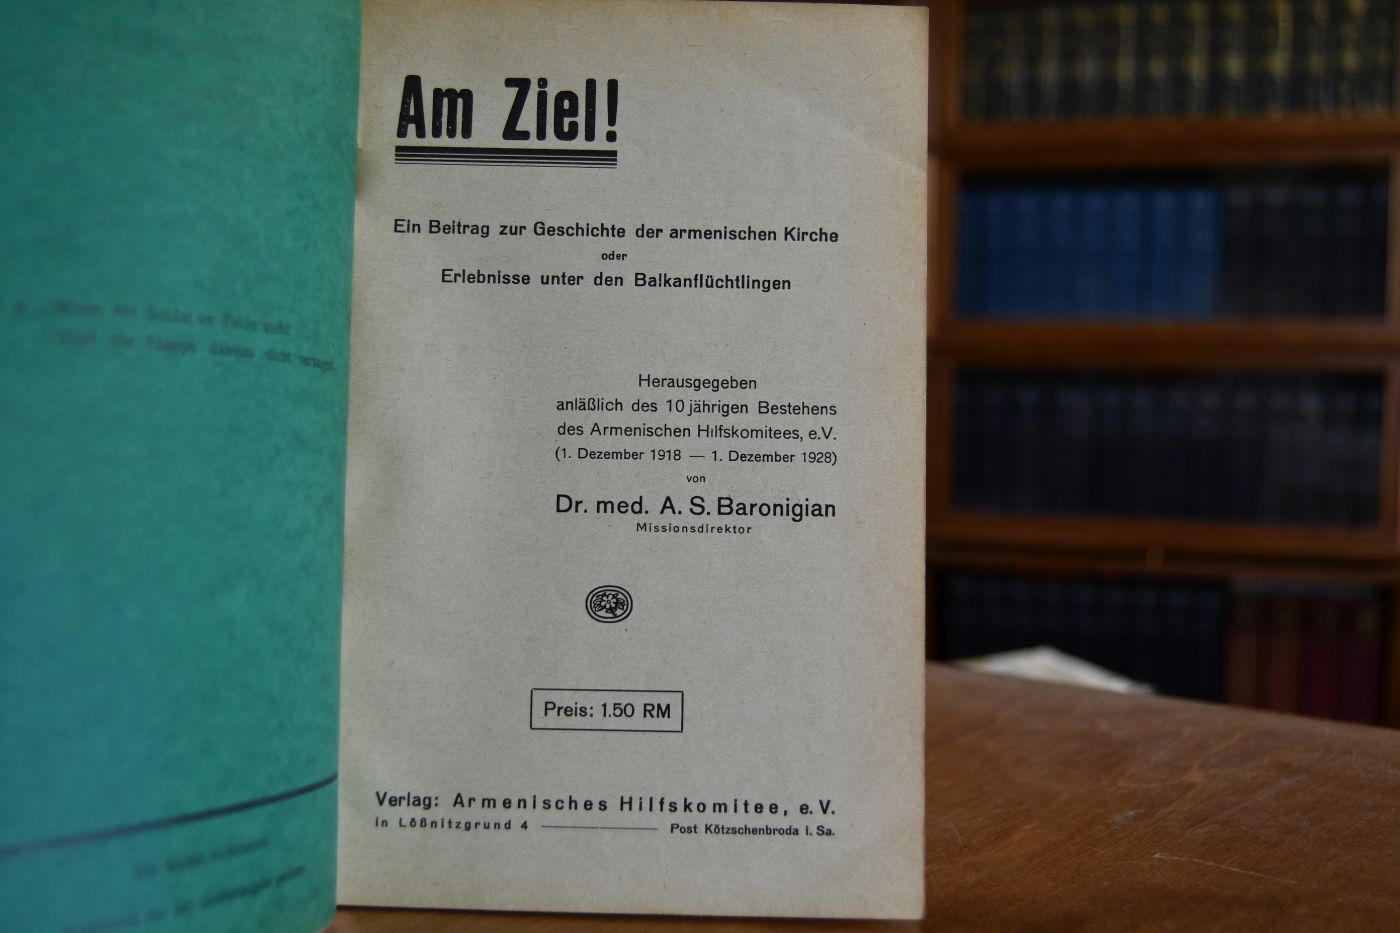 Am Ziel!
Ein Beitrag zur Geschichte der armenischen Kirche
oder
Erlebnisse unter den Balkanflüchtlingen
Herausgegeben
anläßlich des 10 jährigen Bestehens
des Armenischen Hilfskomitees, e.V.
(1. Dezember 1918 — 1. Dezember 1928)
von
Dr. med. A. S. Baronigian
Missionsdirektor
Preis: 1.50 RM
Verlag: Armenisches Hilfskomitee, e. V.
in Lößnitzgrund 4 ——— Post Kötzschenbroda i. Sa.